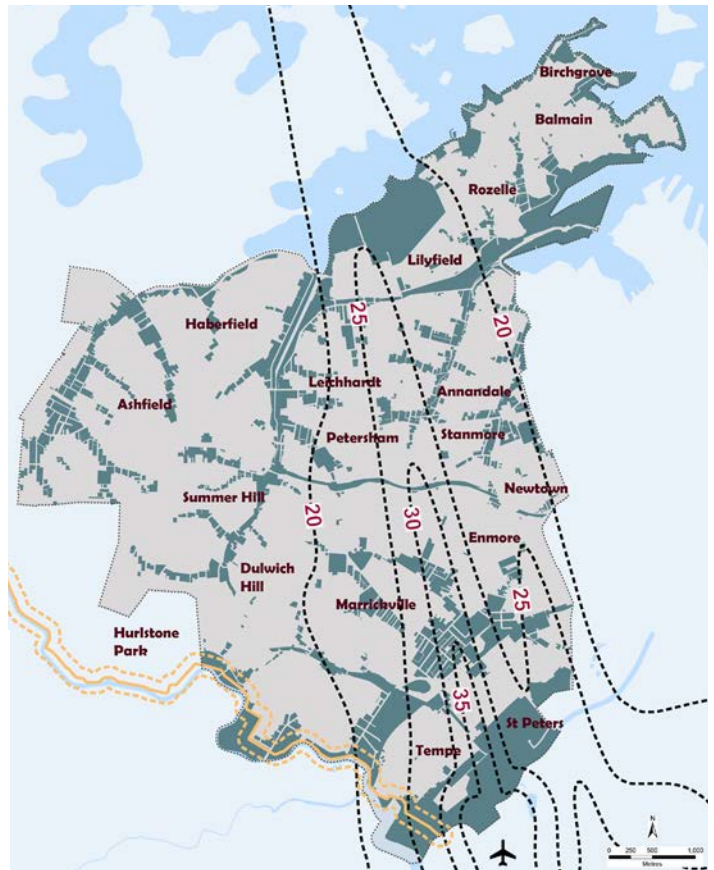 Birchgrove
Balmain
Rozelle
Lilyfield
25
20
Haberfield
Leichhardt
Annandale
Ashfield
Petersham
Stanmore
Summer Hill
Newtown
20
30
Enmore
Dulwich
Hill
25
Marrickville
Hurlstone
Park
35
St Peters
Tempe
N
0 250 500 1,000
Metres